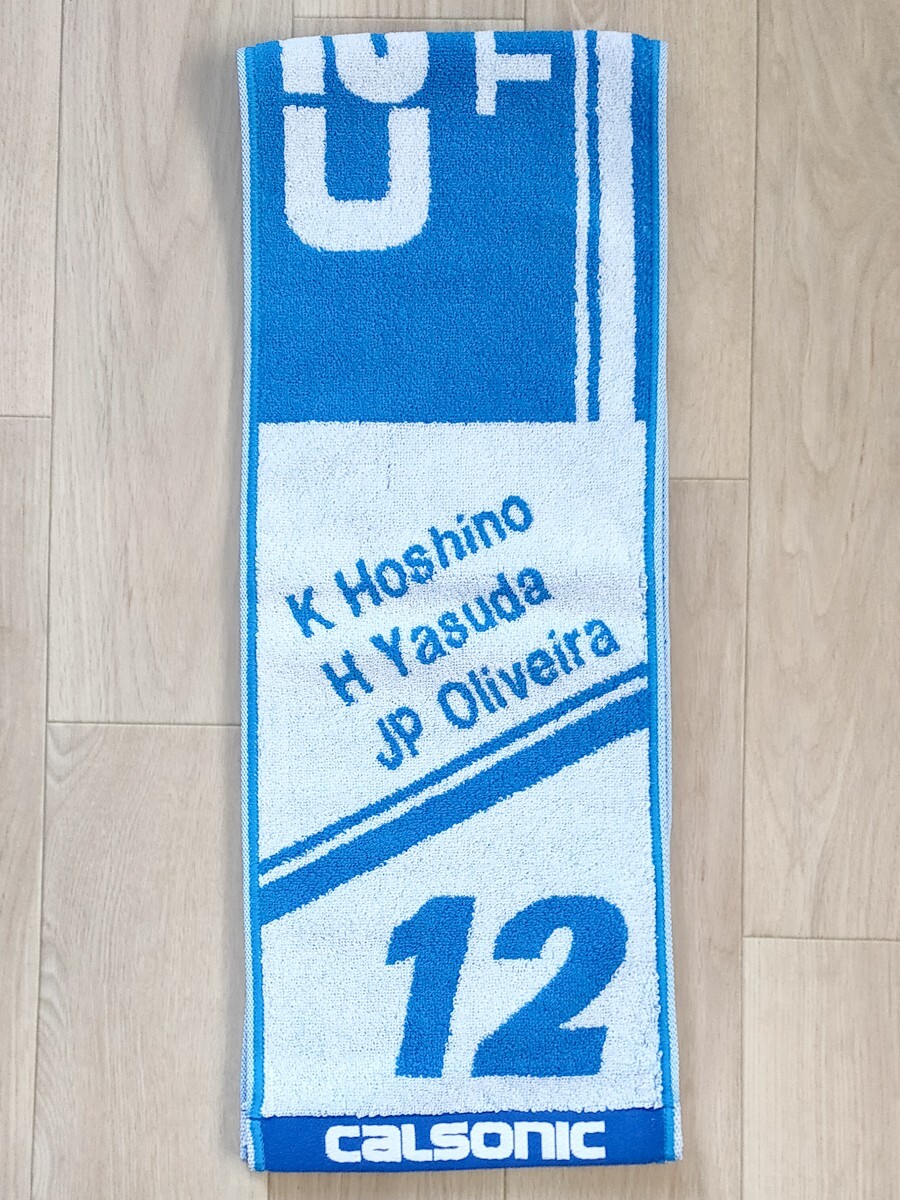 K Hoshino
H Yasuda
JP Oliveira
12
CALSONIC